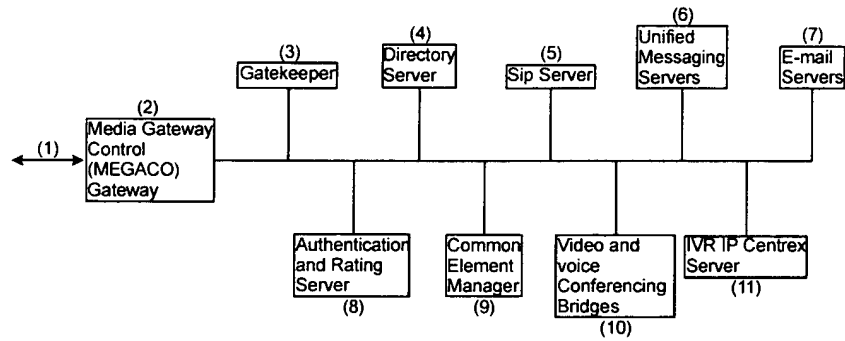 (1)
(2)
Media Gateway
Control
(MEGACO)
Gateway
(3)
Gatekeeper
(4)
Directory
Server
(5)
Sip Server
(6)
Unified
Messaging
Servers
(7)
E-mail
Servers
Authentication
and Rating
Server
(8)
Common
Element
Manager.
(9)
Video and
voice
Conferencing
Bridges
(10)
IVR IP Centrex
Server
(11)